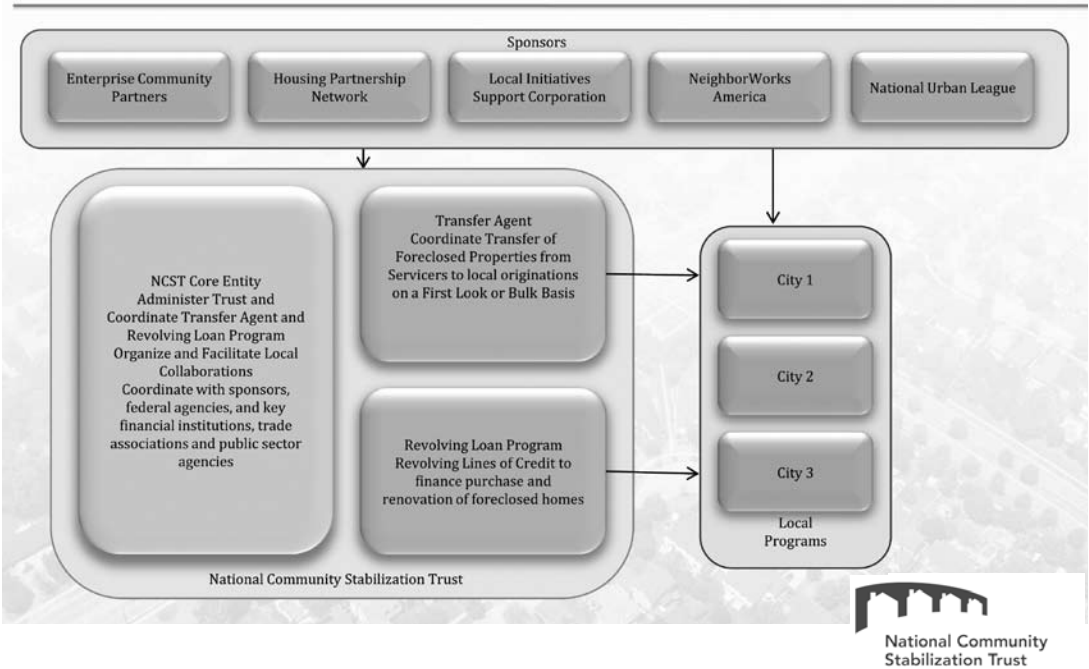 Sponsors
Enterprise Community
Partners
Housing Partnership
Network
Local Initiatives
Support Corporation
NeighborWorks
America
National Urban League
NCST Core Entity
Administer Trust and
Coordinate Transfer Agent and
Revolving Loan Program
Organize and Facilitate Local
Collaborations
Coordinate with sponsors,
federal agencies, and key
financial institutions, trade
associations and public sector
agencies
Transfer Agent
Coordinate Transfer of
Foreclosed Properties from
Servicers to local originations
on a First Look or Bulk Basis
Revolving Loan Program
Revolving Lines of Credit to
finance purchase and
renovation of foreclosed homes
National Community Stabilization Trust
City 1
City 2
City 3
Local
Programs
National Community
Stabilization Trust